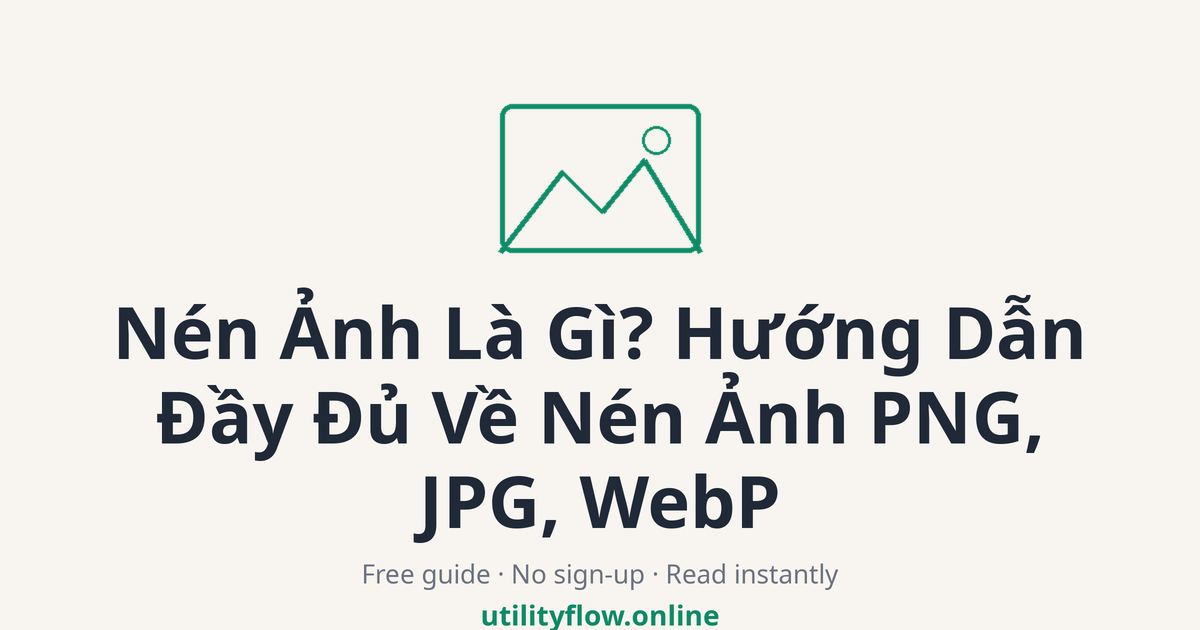 Nén Ảnh Là Gì? Hướng Dẫn
Đầy Đủ Về Nén Ảnh PNG,
JPG, WebP
Free guide · No sign-up · Read instantly
utilityflow.online